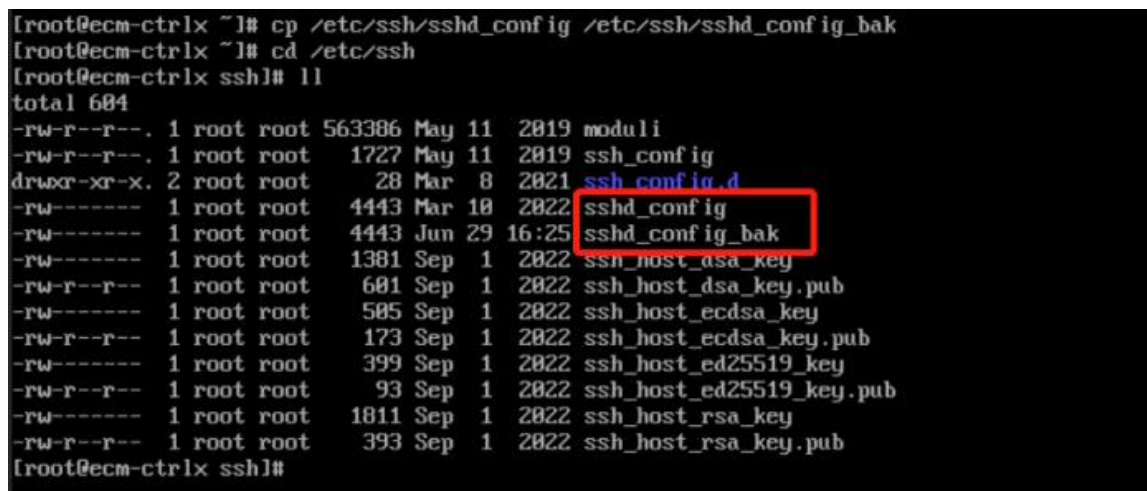 [root@ecm-ctrlx ~]# cp /etc/ssh/sshd_config /etc/ssh/sshd_config_bak
[root@ecm-ctrlx ~]# cd /etc/ssh
[root@ecm-ctrlx ssh]# ll
total 604
-rw-r--r--. 1 root root 563386 May 11  2019 moduli
-rw-r--r--. 1 root root   1727 May 11  2019 ssh_config
drwxr-xr-x. 2 root root     28 Mar  8  2021 ssh_config.d
-rw-------  1 root root   4443 Mar 10  2022 sshd_config
-rw-------  1 root root   4443 Jun 29 16:25 sshd_config_bak
-rw-------  1 root root   1381 Sep  1  2022 ssh_host_dsa_key
-rw-r--r--  1 root root    601 Sep  1  2022 ssh_host_dsa_key.pub
-rw-------  1 root root    505 Sep  1  2022 ssh_host_ecdsa_key
-rw-r--r--  1 root root    173 Sep  1  2022 ssh_host_ecdsa_key.pub
-rw-------  1 root root    399 Sep  1  2022 ssh_host_ed25519_key
-rw-r--r--  1 root root     93 Sep  1  2022 ssh_host_ed25519_key.pub
-rw-------  1 root root   1811 Sep  1  2022 ssh_host_rsa_key
-rw-r--r--  1 root root    393 Sep  1  2022 ssh_host_rsa_key.pub
[root@ecm-ctrlx ssh]#